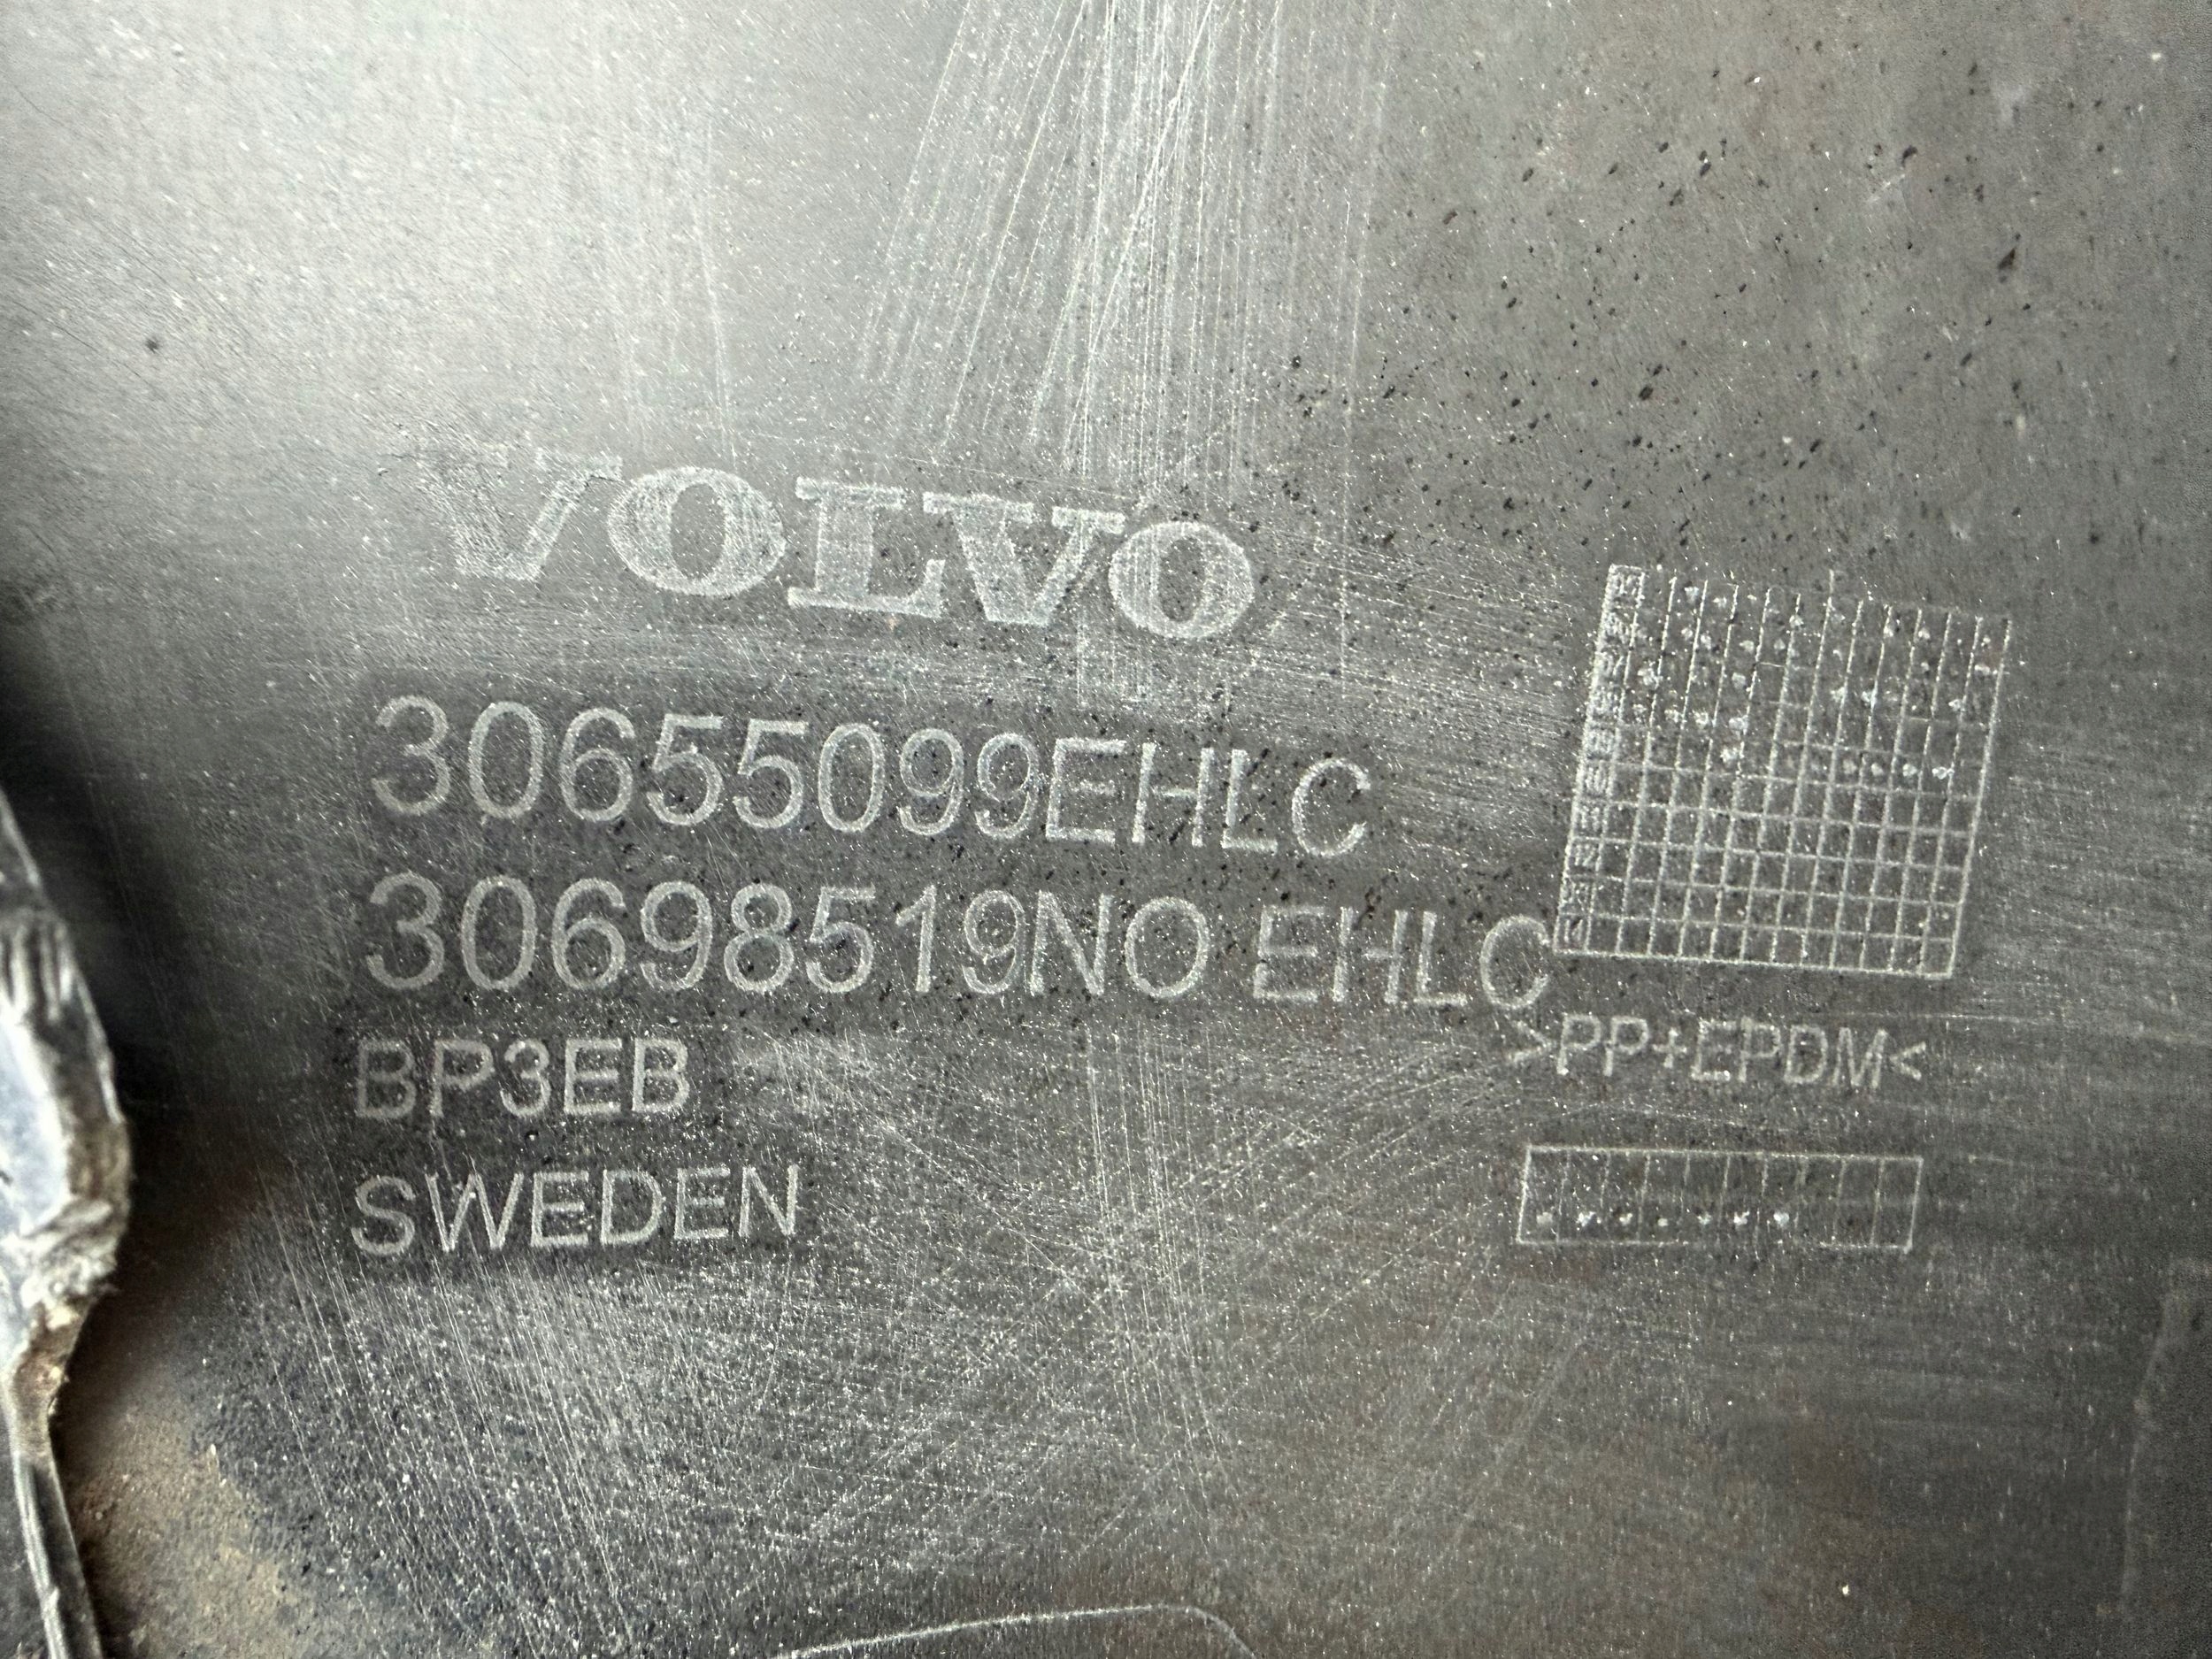 VOLVO
30655099EHLC
30698519NO EHLC
BP3EB
SWEDEN
>PP+EPDM<